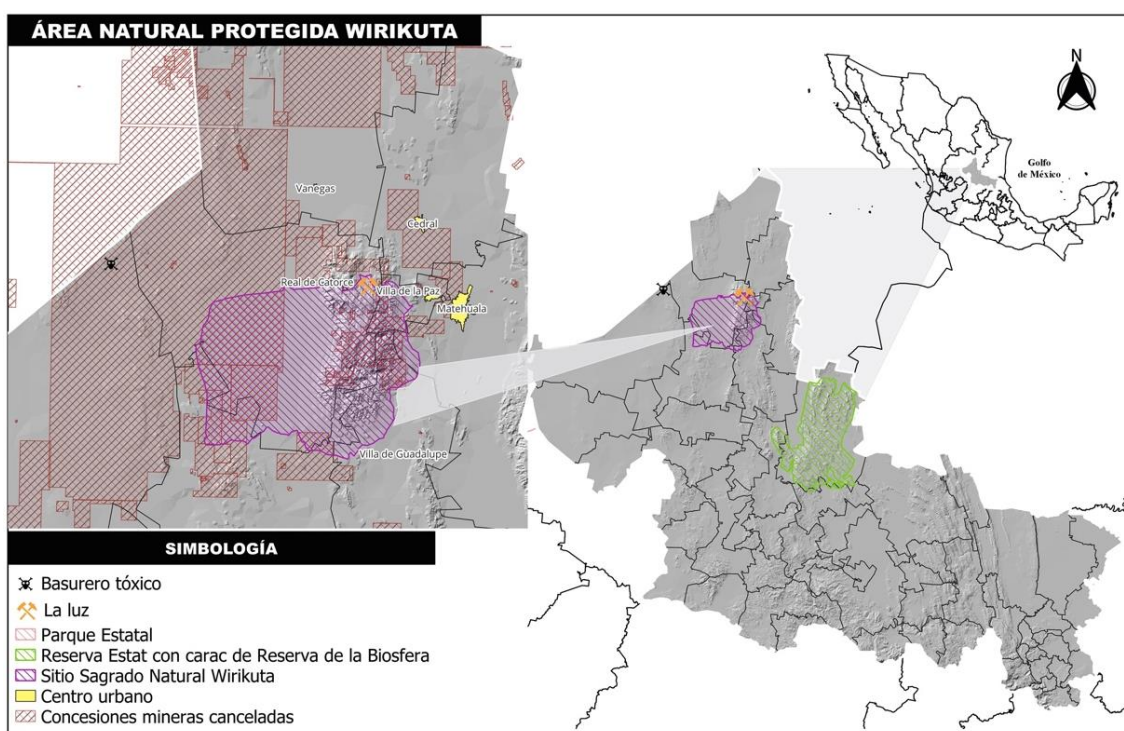 ÁREA NATURAL PROTEGIDA WIRIKUTA
N
Golfo
de México
Vanegas
Cedral
Real de Catorce
Villa de la Paz
Matehuala
Villa de Guadalupe
SIMBOLOGÍA
Basurero tóxico
La luz
Parque Estatal
Reserva Estat con carac de Reserva de la Biosfera
Sitio Sagrado Natural Wirikuta
Centro urbano
Concesiones mineras canceladas